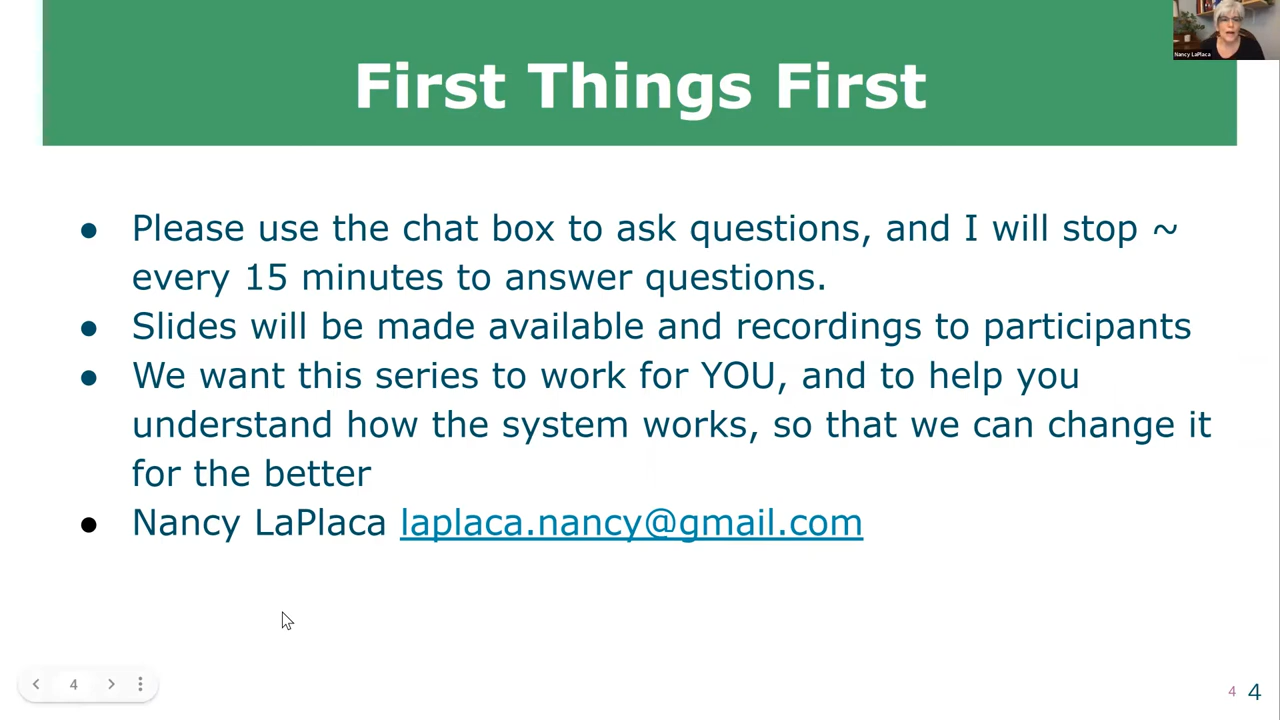 First Things First
Nancy LaPlaca
● Please use the chat box to ask questions, and I will stop ~
every 15 minutes to answer questions.
● Slides will be made available and recordings to participants
● We want this series to work for YOU, and to help you
understand how the system works, so that we can change it
for the better
● Nancy LaPlaca laplaca.nancy@gmail.com
4
4 4